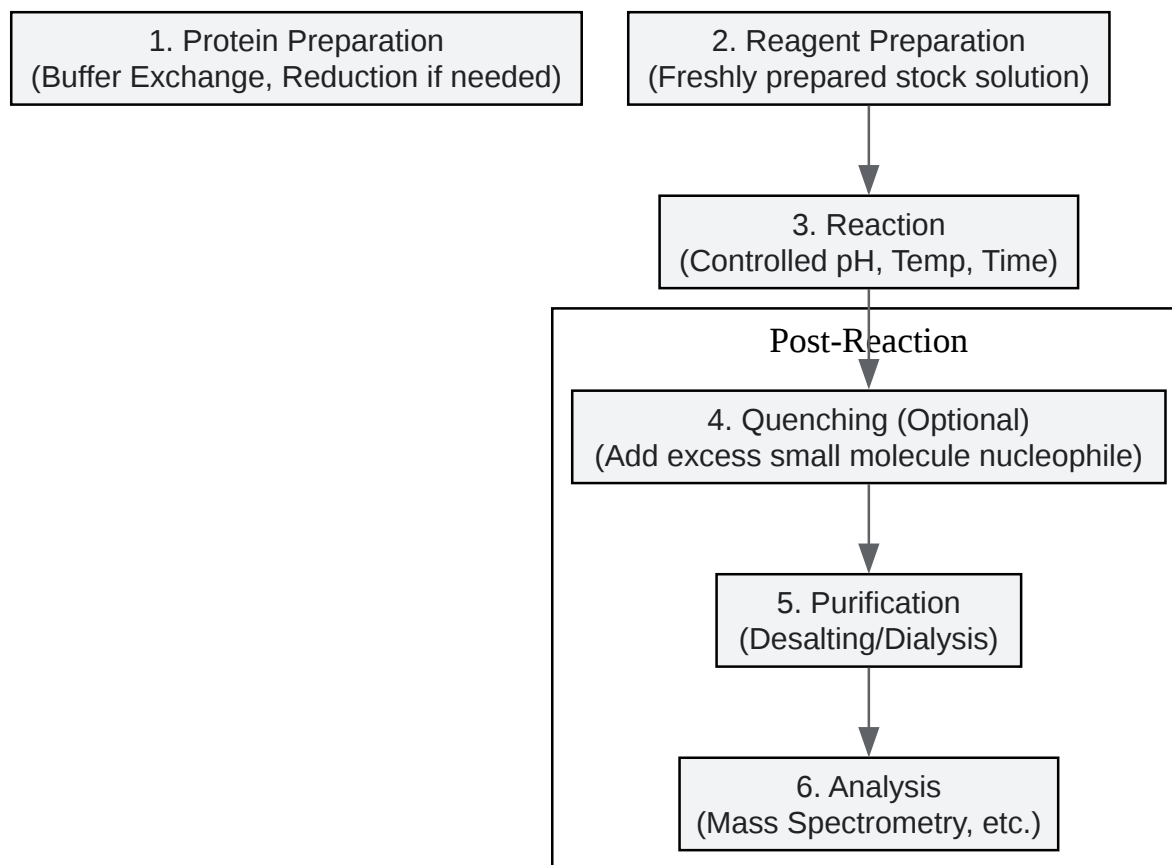 1. Protein Preparation
(Buffer Exchange, Reduction if needed)
2. Reagent Preparation
(Freshly prepared stock solution)
3. Reaction
(Controlled pH, Temp, Time)
Post-Reaction
4. Quenching (Optional)
(Add excess small molecule nucleophile)
5. Purification
(Desalting/Dialysis)
6. Analysis
(Mass Spectrometry, etc.)